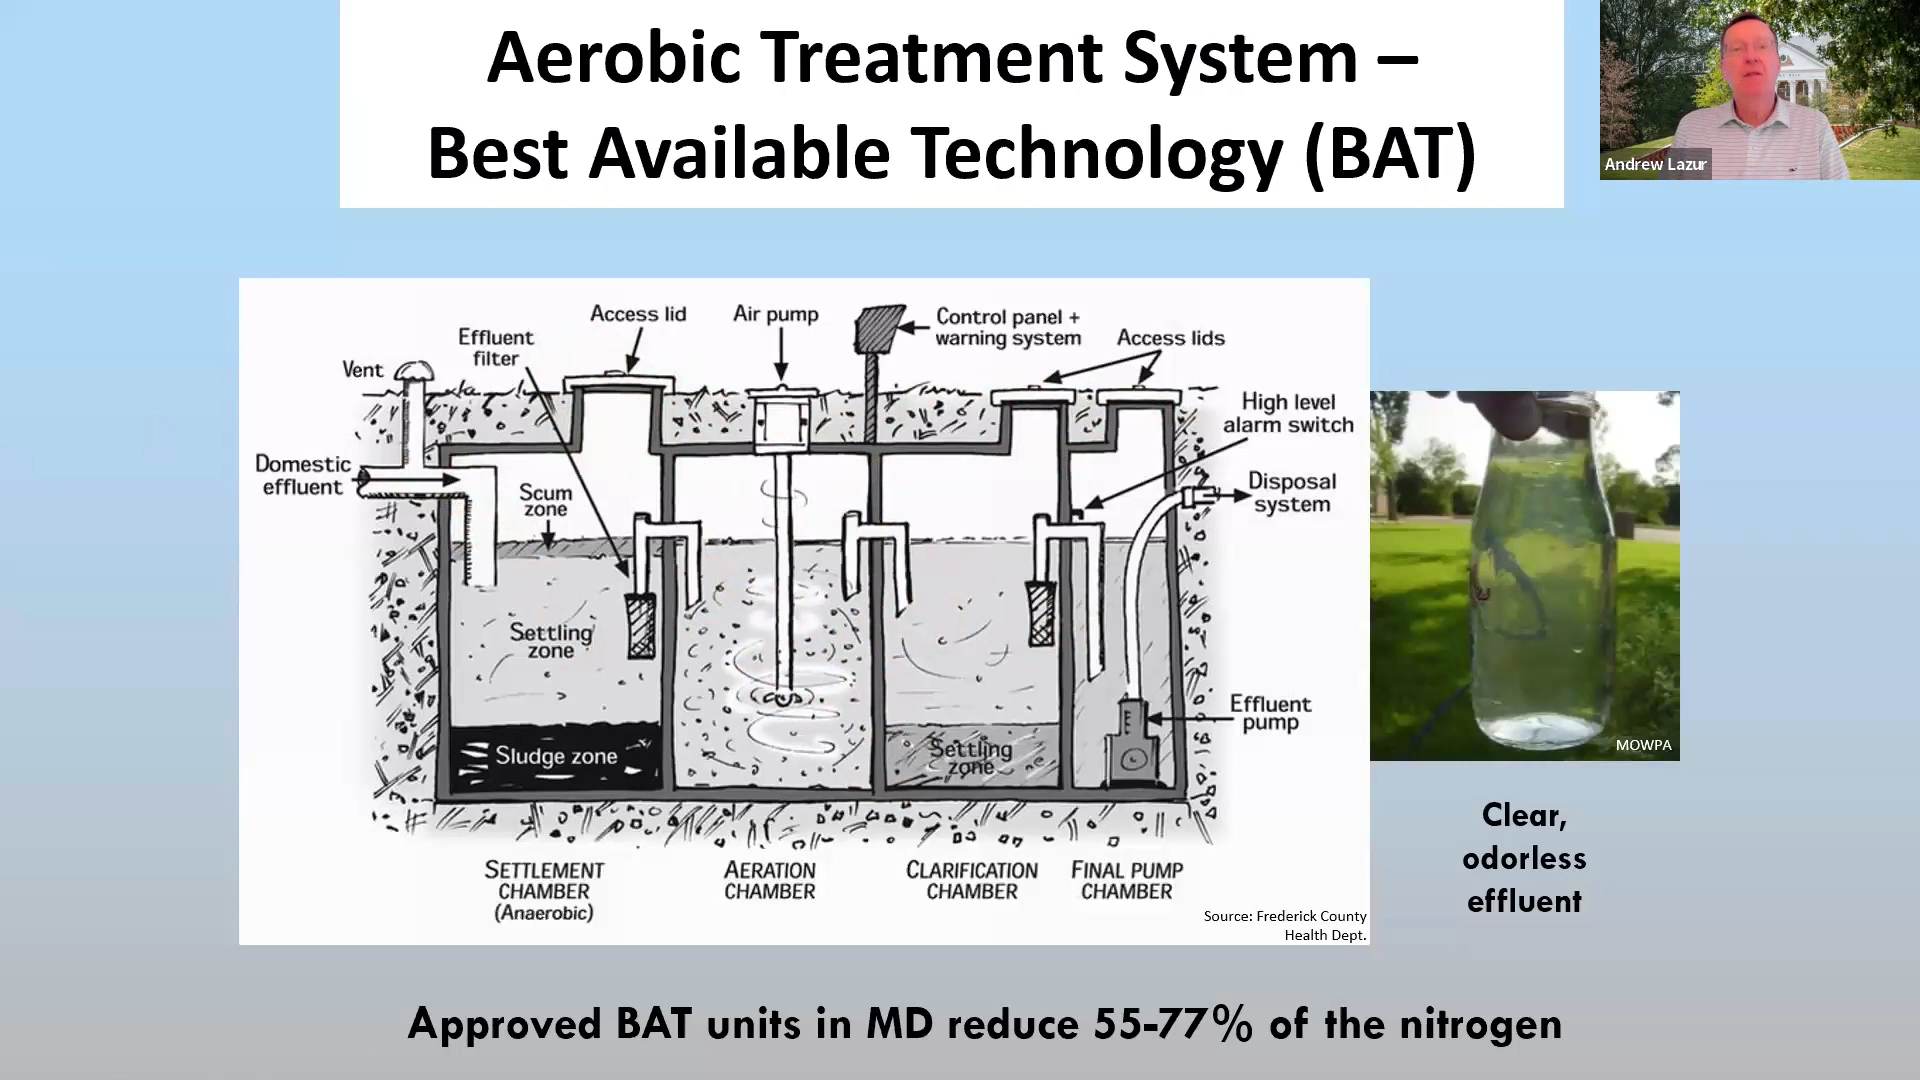 Aerobic Treatment System –
Best Available Technology (BAT)
Andrew Lazur
Access lid
Air pump
Control panel +
warning system
Access lids
Effluent
filter
Vent
High level
alarm switch
Domestic
effluent
Scum
zone
Disposal
system
Settling
zone
Effluent
pump
Sludge zone
Settling
zone
MOWPA
SETTLEMENT
CHAMBER
(Anaerobic)
AERATION
CHAMBER
CLARIFICATION
CHAMBER
FINAL PUMP
CHAMBER
Source: Frederick County
Health Dept.
Clear,
odorless
effluent
Approved BAT units in MD reduce 55-77% of the nitrogen